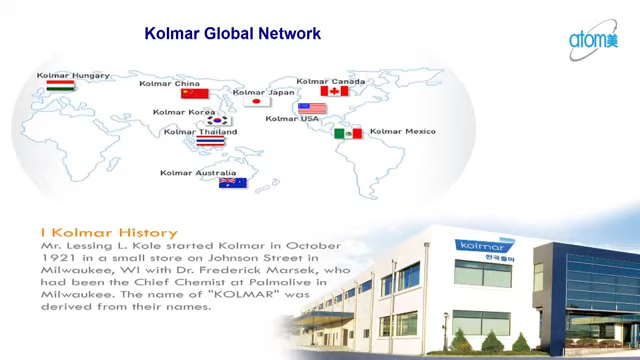 Kolmar Global Network
atom美
Kolmar Hungary
Kolmar China
Kolmar Canada
Kolmar Japan
Kolmar Korea
Kolmar USA
Kolmar Thailand
Kolmar Mexico
Kolmar Australia
I Kolmar History
Mr. Lessing L. Kole started Kolmar in October
1921 in a small store on Johnson Street in
Milwaukee, WI with Dr. Frederick Marsek, who
had been the Chief Chemist at Palmolive in
Milwaukee. The name of "KOLMAR" was
derived from their names.
kolmar
한국콜마